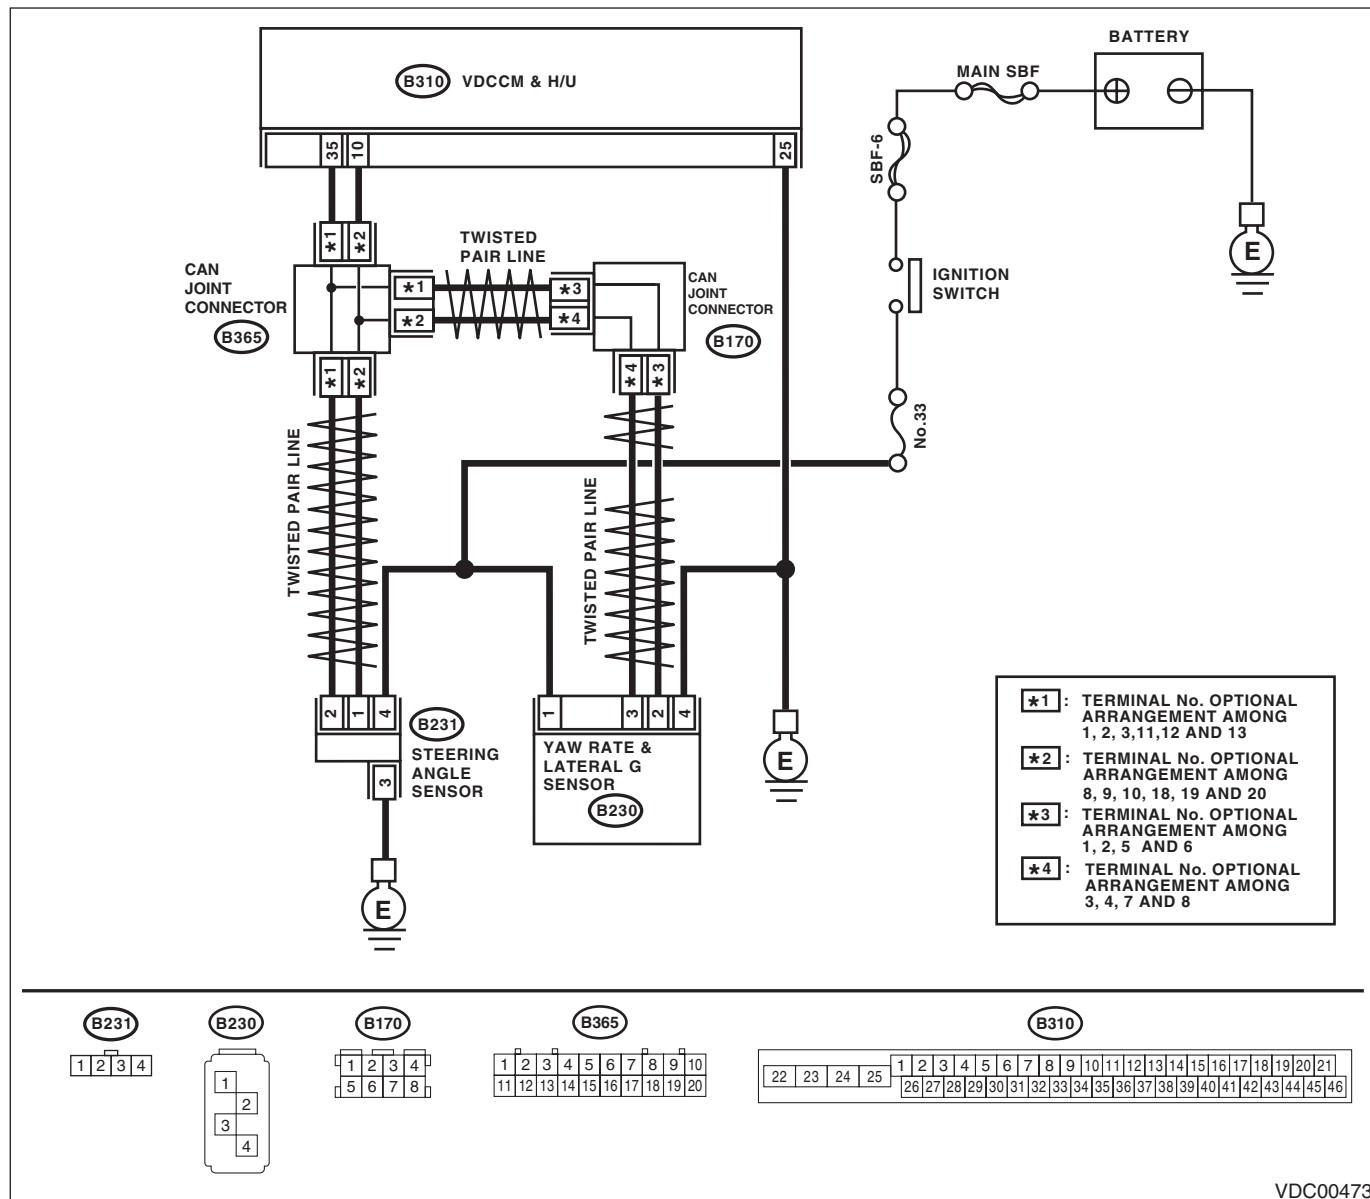 BATTERY
MAIN SBF
B310 VDCCM & H/U
SBF-6
35 10 25
*1 *2
TWISTED
PAIR LINE
E
CAN
JOINT
CONNECTOR
B365
*1
*2
*3
*4
CAN
JOINT
CONNECTOR
B170
IGNITION
SWITCH
*1 *2
*4 *3
No.33
TWISTED PAIR LINE
TWISTED PAIR LINE
2 1 4
B231
STEERING
ANGLE
SENSOR
3
E
1 3 2 4
YAW RATE &
LATERAL G
SENSOR
B230
E
*1 : TERMINAL No. OPTIONAL
ARRANGEMENT AMONG
1, 2, 3,11,12 AND 13
*2 : TERMINAL No. OPTIONAL
ARRANGEMENT AMONG
8, 9, 10, 18, 19 AND 20
*3 : TERMINAL No. OPTIONAL
ARRANGEMENT AMONG
1, 2, 5 AND 6
*4 : TERMINAL No. OPTIONAL
ARRANGEMENT AMONG
3, 4, 7 AND 8
B231
1 2 3 4
B230
1
2
3
4
B170
1 2 3 4
5 6 7 8
B365
1 2 3 4 5 6 7 8 9 10
11 12 13 14 15 16 17 18 19 20
B310
22 23 24 25
1 2 3 4 5 6 7 8 9 10 11 12 13 14 15 16 17 18 19 20 21
26 27 28 29 30 31 32 33 34 35 36 37 38 39 40 41 42 43 44 45 46
VDC00473